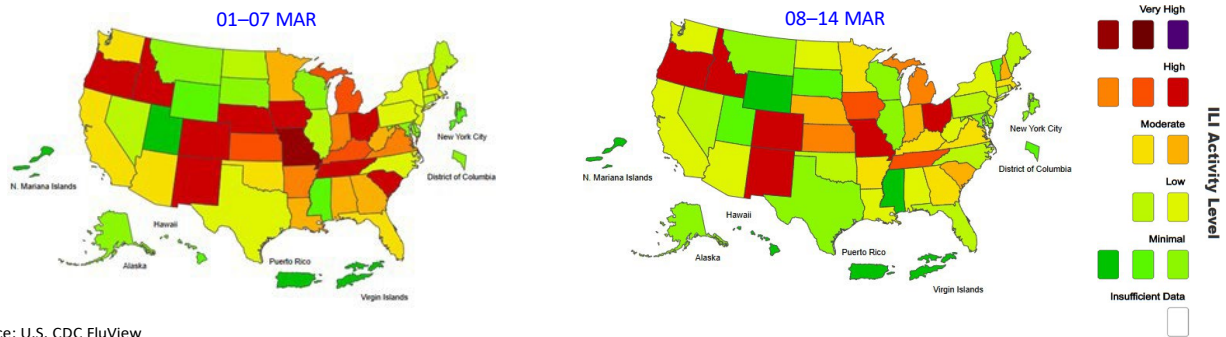 01–07 MAR
New York City
N. Mariana Islands
District of Columbia
Hawaii
Alaska
Puerto Rico
Virgin Islands
08–14 MAR
New York City
N. Mariana Islands
District of Columbia
Hawaii
Alaska
Puerto Rico
Virgin Islands
Very High
High
Moderate
Low
Minimal
Insufficient Data
ILI Activity Level
ce: U.S. CDC FluView